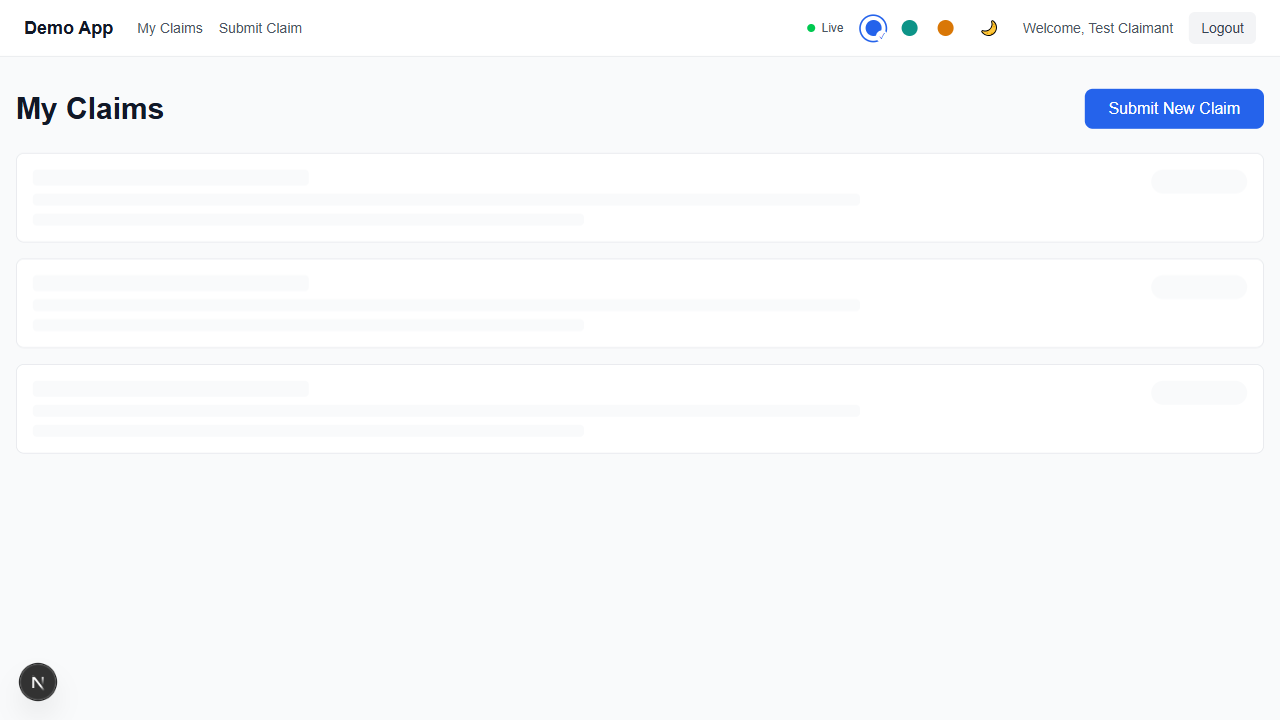 Demo App
My Claims
Submit Claim
Live
Welcome, Test Claimant
Logout
My Claims
Submit New Claim
N